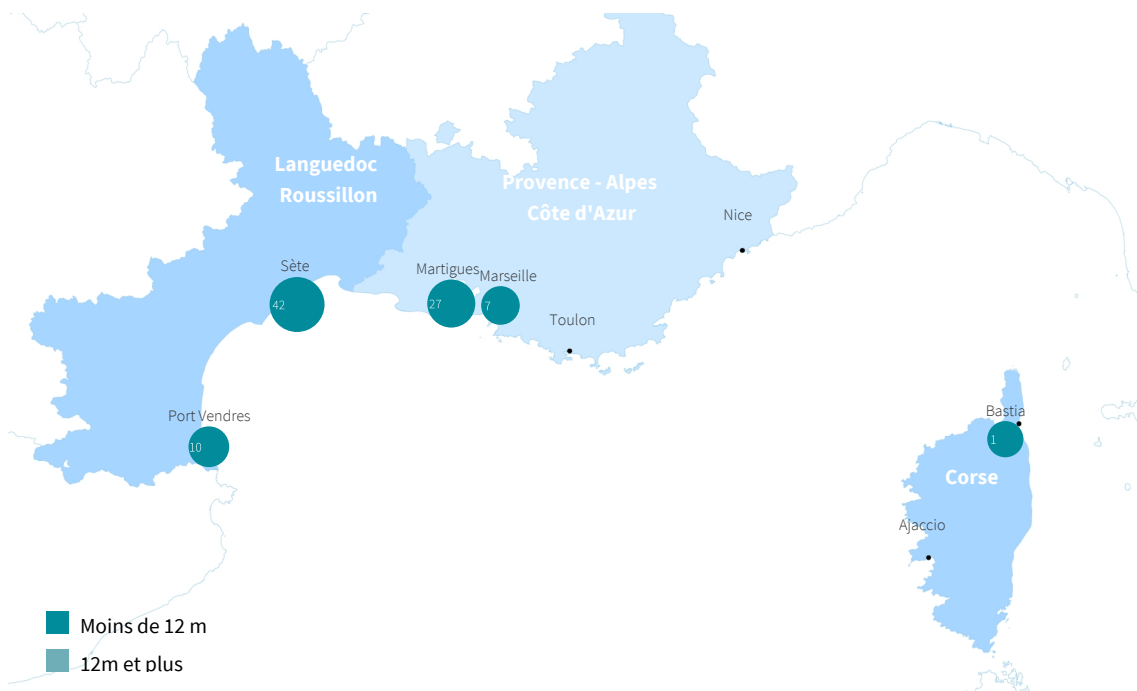 Languedoc
Roussillon
Provence - Alpes
Côte d'Azur
Nice
Sète
Martigues
Marseille
42
27
7
Toulon
Port Vendres
10
Bastia
1
Corse
Ajaccio
Moins de 12 m
12m et plus